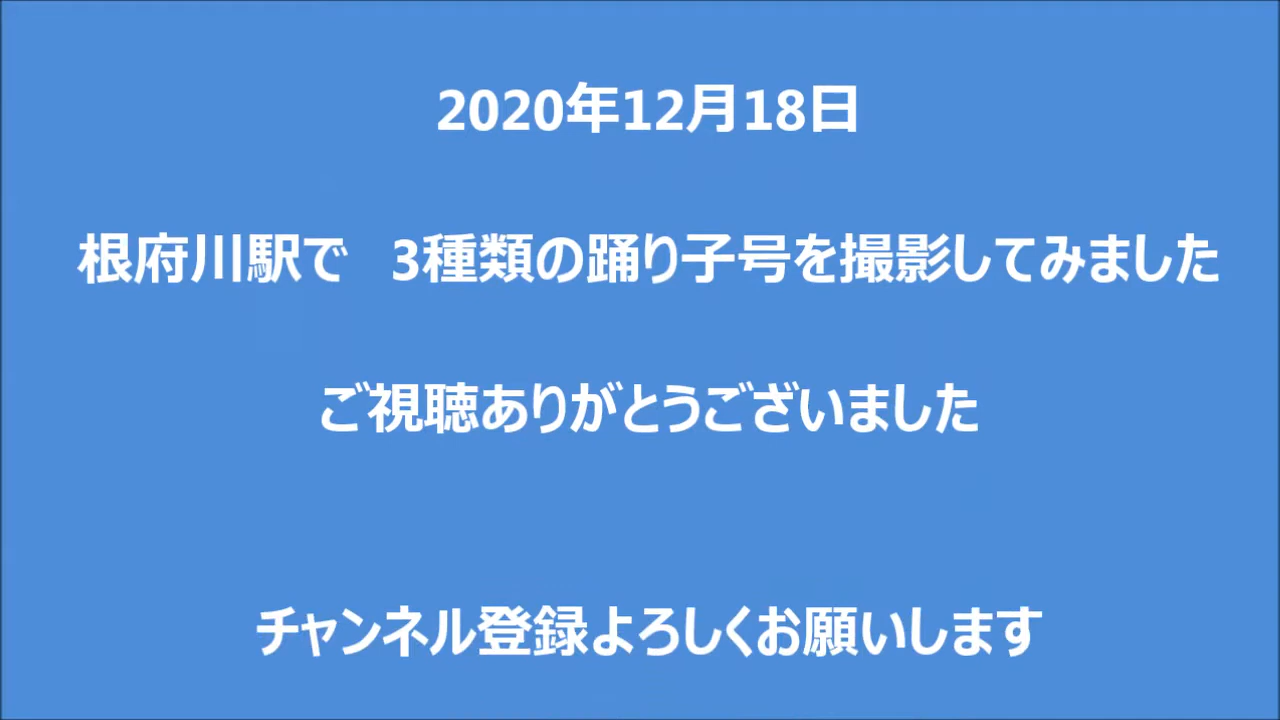 2020年12月18日
根府川駅で　3種類の踊り子号を撮影してみました
ご視聴ありがとうございました
チャンネル登録よろしくお願いします